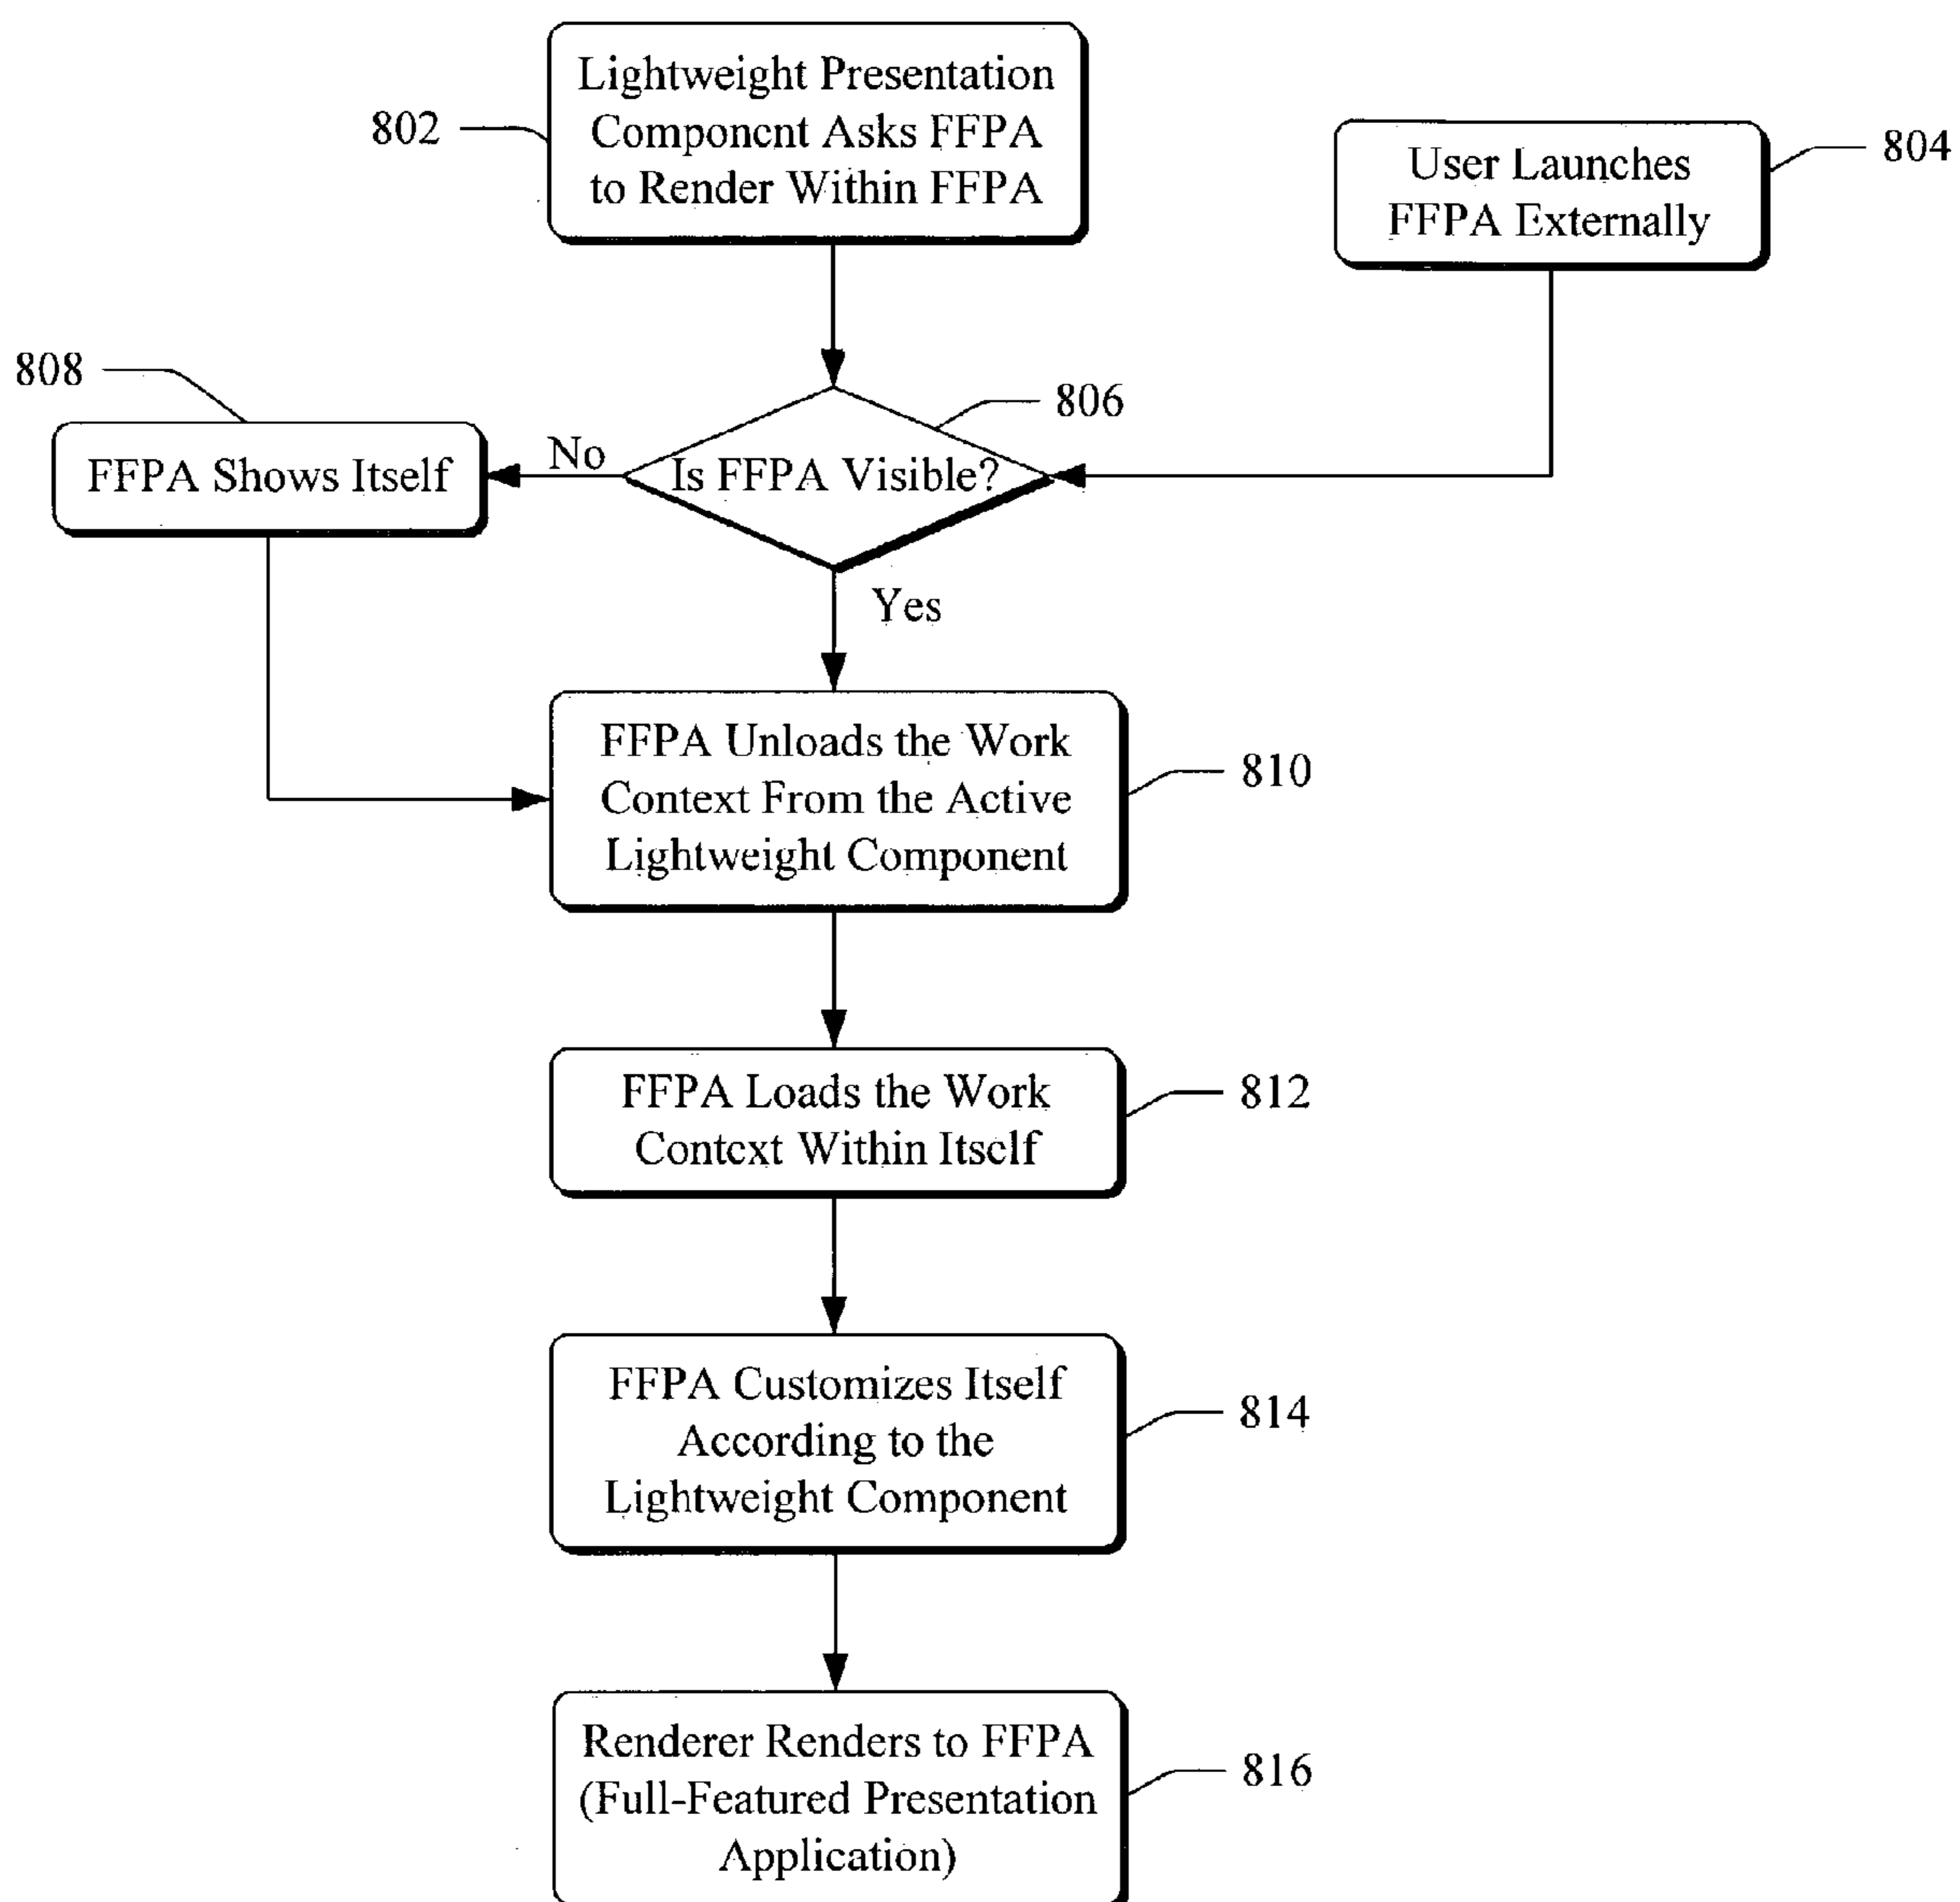 Lightweight Presentation
Component Asks FFPA
to Render Within FFPA
802
User Launches
FFPA Externally
804
808
806
FFPA Shows Itself
No
Is FFPA Visible?
Yes
FFPA Unloads the Work
Context From the Active
Lightweight Component
810
FFPA Loads the Work
Context Within Itself
812
FFPA Customizes Itself
According to the
Lightweight Component
814
Renderer Renders to FFPA
(Full-Featured Presentation
Application)
816